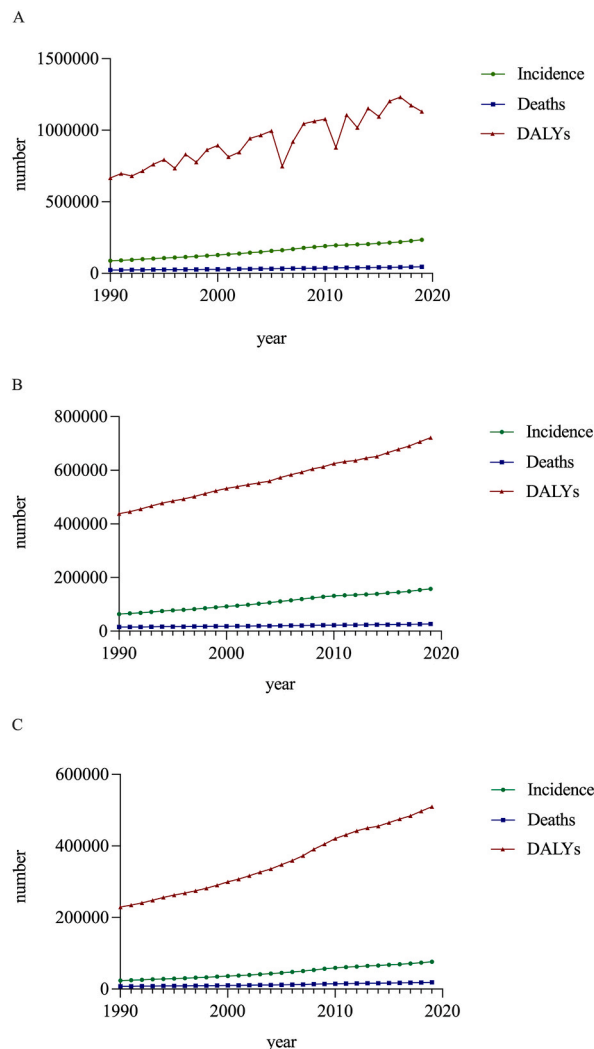 A
1500000
1000000
500000
0
number
1990 2000 2010 2020
year
Incidence
Deaths
DALYs
B
800000
600000
400000
200000
0
number
1990 2000 2010 2020
year
Incidence
Deaths
DALYs
C
600000
400000
200000
0
number
1990 2000 2010 2020
year
Incidence
Deaths
DALYs